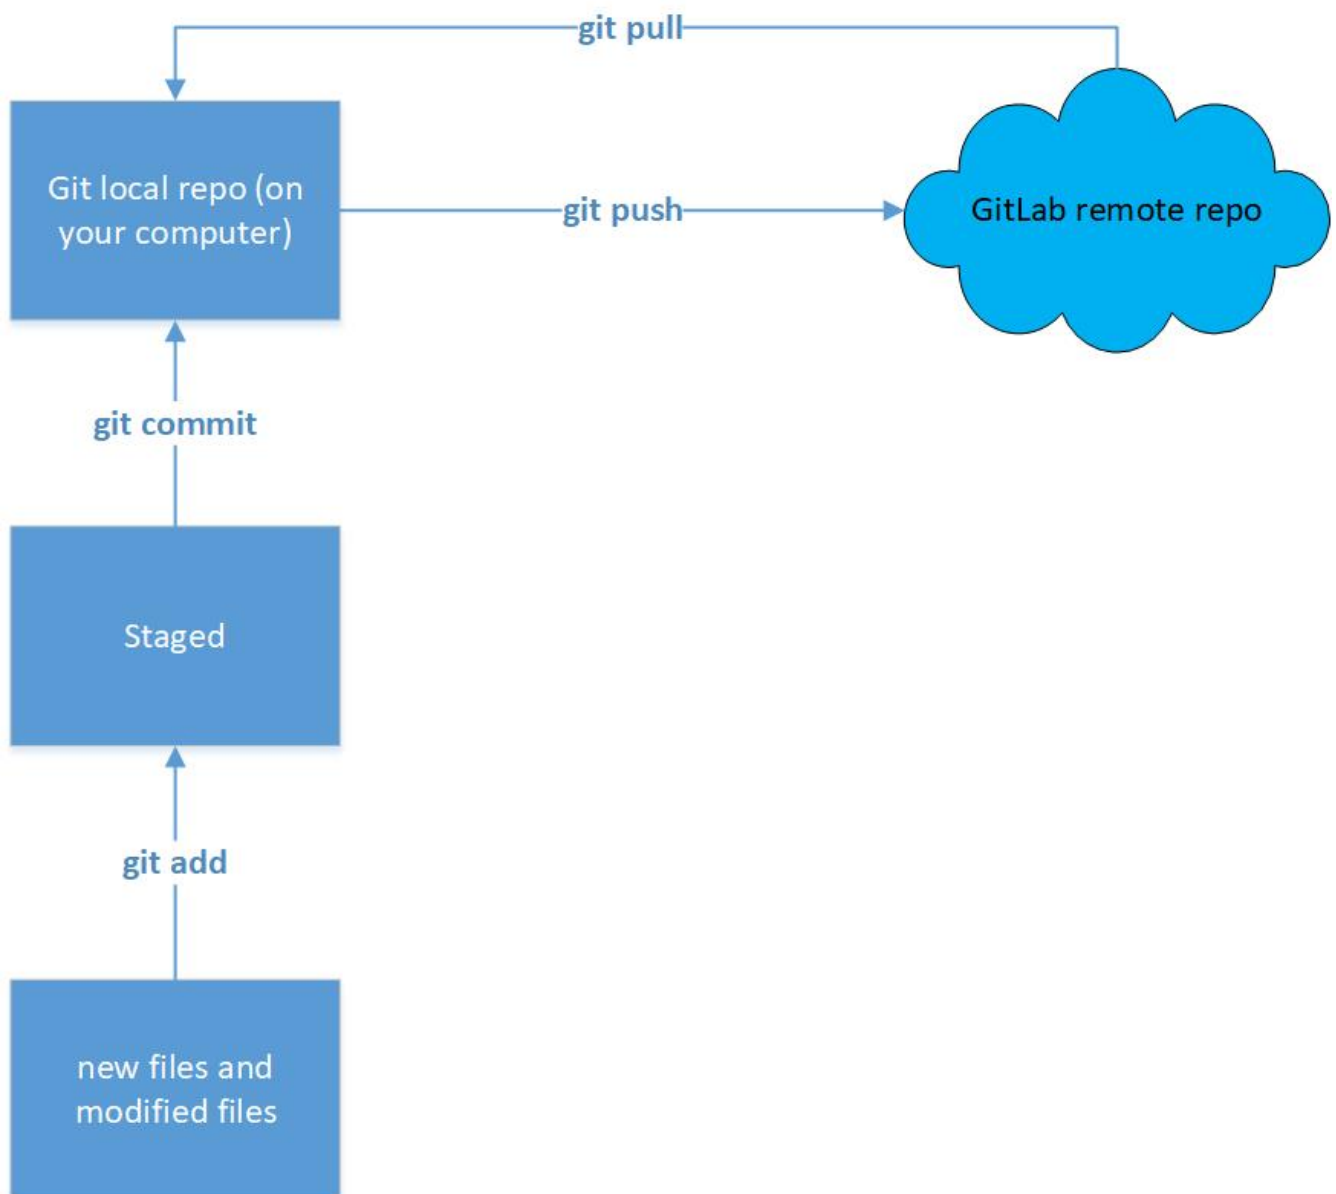 git pull
Git local repo (on
your computer)
git push
GitLab remote repo
git commit
Staged
git add
new files and
modified files